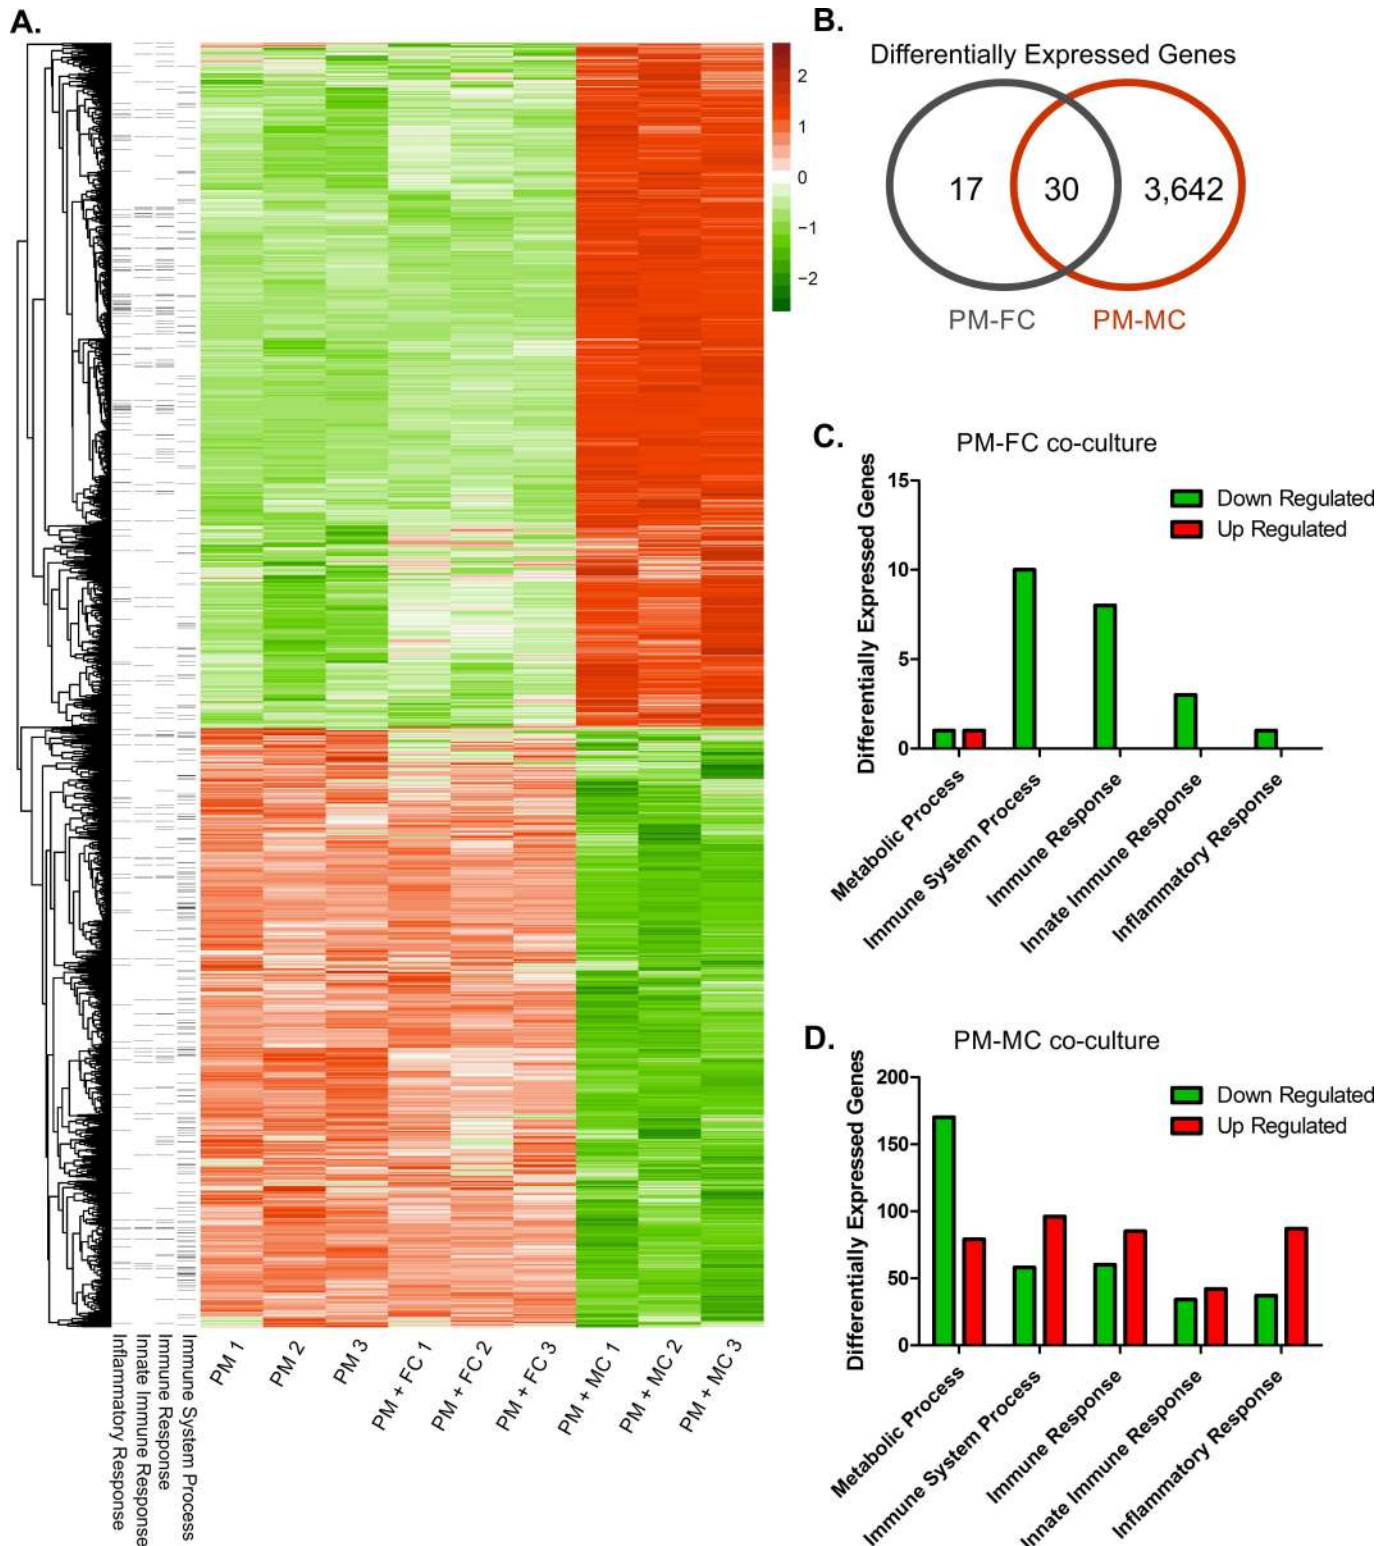 A.
2
1
0
−1
−2
Inflammatory Response
Innate Immune Response
Immune Response
Immune System Process
PM 1
PM 2
PM 3
PM + FC 1
PM + FC 2
PM + FC 3
PM + MC 1
PM + MC 2
PM + MC 3
B.
Differentially Expressed Genes
17
30
3,642
PM-FC
PM-MC
C.
PM-FC co-culture
Differentially Expressed Genes
15
10
5
0
Down Regulated
Up Regulated
Metabolic Process
Immune System Process
Immune Response
Innate Immune Response
Inflammatory Response
D.
PM-MC co-culture
Differentially Expressed Genes
200
150
100
50
0
Down Regulated
Up Regulated
Metabolic Process
Immune System Process
Immune Response
Innate Immune Response
Inflammatory Response